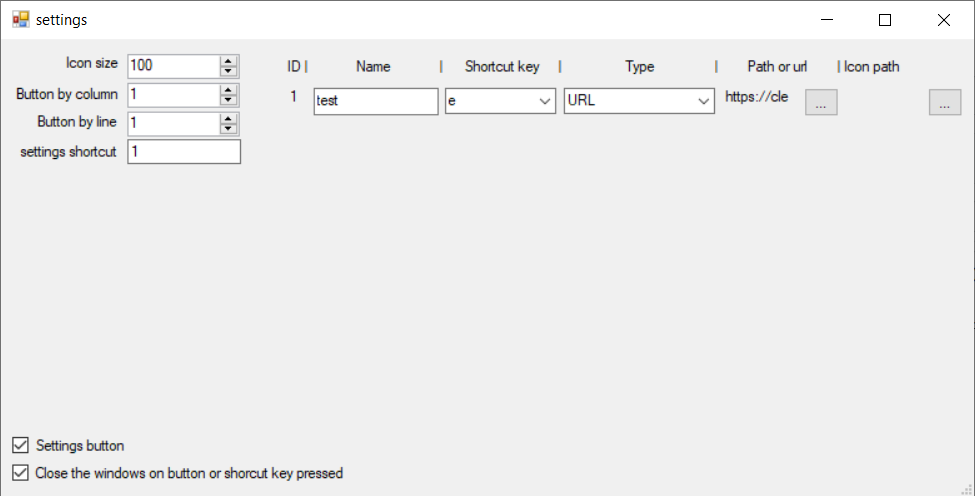 settings
Icon size 100
Button by column 1
Button by line 1
settings shortcut 1
ID | Name | Shortcut key | Type | Path or url | Icon path
1 test e URL https://cle ... ...
Settings button
Close the windows on button or shorcut key pressed